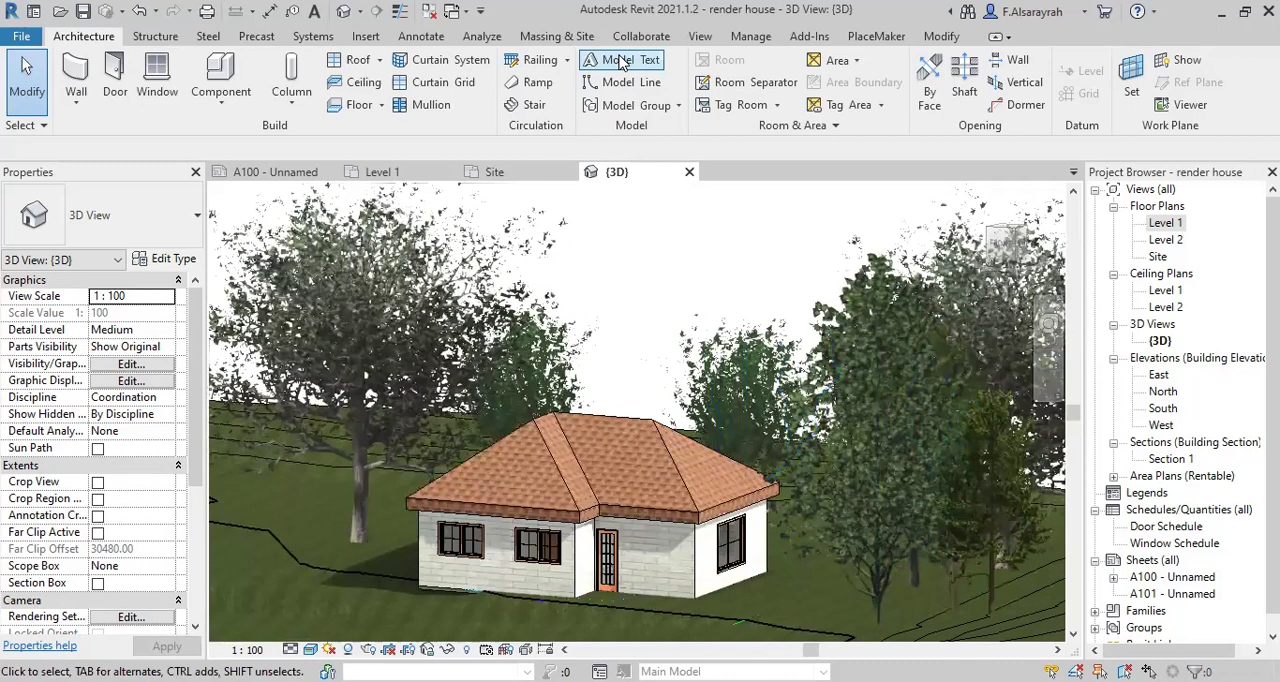 Autodesk Revit 2021.1.2 - render house - 3D View: {3D}
F.Alsarayrah
File Architecture Structure Steel Precast Systems Insert Annotate Analyze Massing & Site Collaborate View Manage Add-Ins PlaceMaker Modify
Modify Wall Door Window Component Column
Roof Curtain System Railing Model Text Room Area Wall Level Show
Ceiling Curtain Grid Ramp Model Line Room Separator Area Boundary Vertical Grid Ref Plane
Floor Mullion Stair Model Group Tag Room Tag Area By Face Shaft Dormer Set Viewer
Select Build Circulation Model Room & Area Opening Datum Work Plane
Properties
A100 - Unnamed Level 1 Site {3D}
Project Browser - render house
3D View
3D View: {3D} Edit Type
Graphics
View Scale 1 : 100
Scale Value 1: 100
Detail Level Medium
Parts Visibility Show Original
Visibility/Grap... Edit...
Graphic Displ... Edit...
Discipline Coordination
Show Hidden ... By Discipline
Default Analy... None
Sun Path
Extents
Crop View
Crop Region ...
Annotation Cr...
Far Clip Active
Far Clip Offset 30480.00
Scope Box None
Section Box
Camera
Rendering Set... Edit...
Properties help Apply
Views (all)
Floor Plans
Level 1
Level 2
Site
Ceiling Plans
Level 1
Level 2
3D Views
{3D}
Elevations (Building Elevatio
East
North
South
West
Sections (Building Section)
Section 1
Area Plans (Rentable)
Legends
Schedules/Quantities (all)
Door Schedule
Window Schedule
Sheets (all)
A100 - Unnamed
A101 - Unnamed
Families
Groups
1 : 100
Click to select, TAB for alternates, CTRL adds, SHIFT unselects. :0 Main Model :0